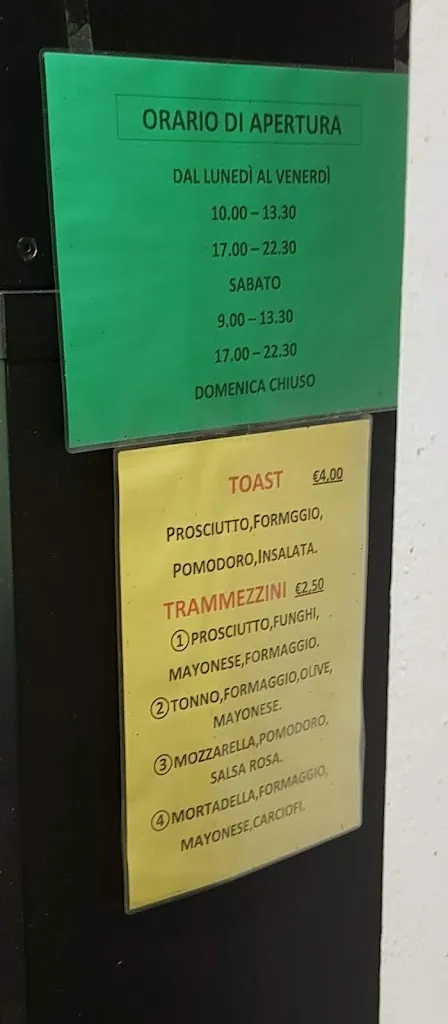 ORARIO DI APERTURA
DAL LUNEDÌ AL VENERDÌ
10.00 – 13.30
17.00 – 22.30
SABATO
9.00 – 13.30
17.00 – 22.30
DOMENICA CHIUSO
TOAST €4,00
PROSCIUTTO,FORMGGIO,
POMODORO,INSALATA.
TRAMMEZZINI €2,50
①PROSCIUTTO,FUNGHI,
MAYONESE,FORMAGGIO.
②TONNO,FORMAGGIO,OLIVE,
MAYONESE.
③MOZZARELLA,POMODORO,
SALSA ROSA.
④MORTADELLA,FORMAGGIO,
MAYONESE,CARCIOFI.